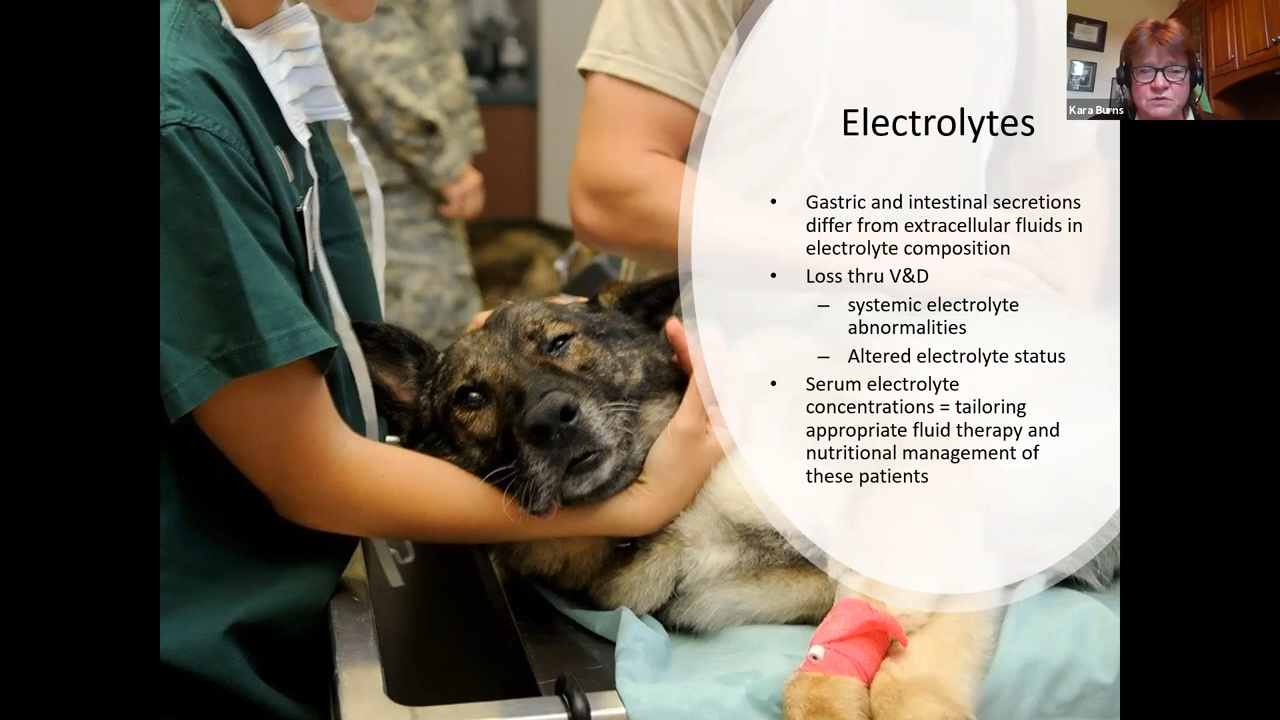 Kara Burns
Electrolytes
• Gastric and intestinal secretions
differ from extracellular fluids in
electrolyte composition
• Loss thru V&D
– systemic electrolyte
abnormalities
– Altered electrolyte status
• Serum electrolyte
concentrations = tailoring
appropriate fluid therapy and
nutritional management of
these patients